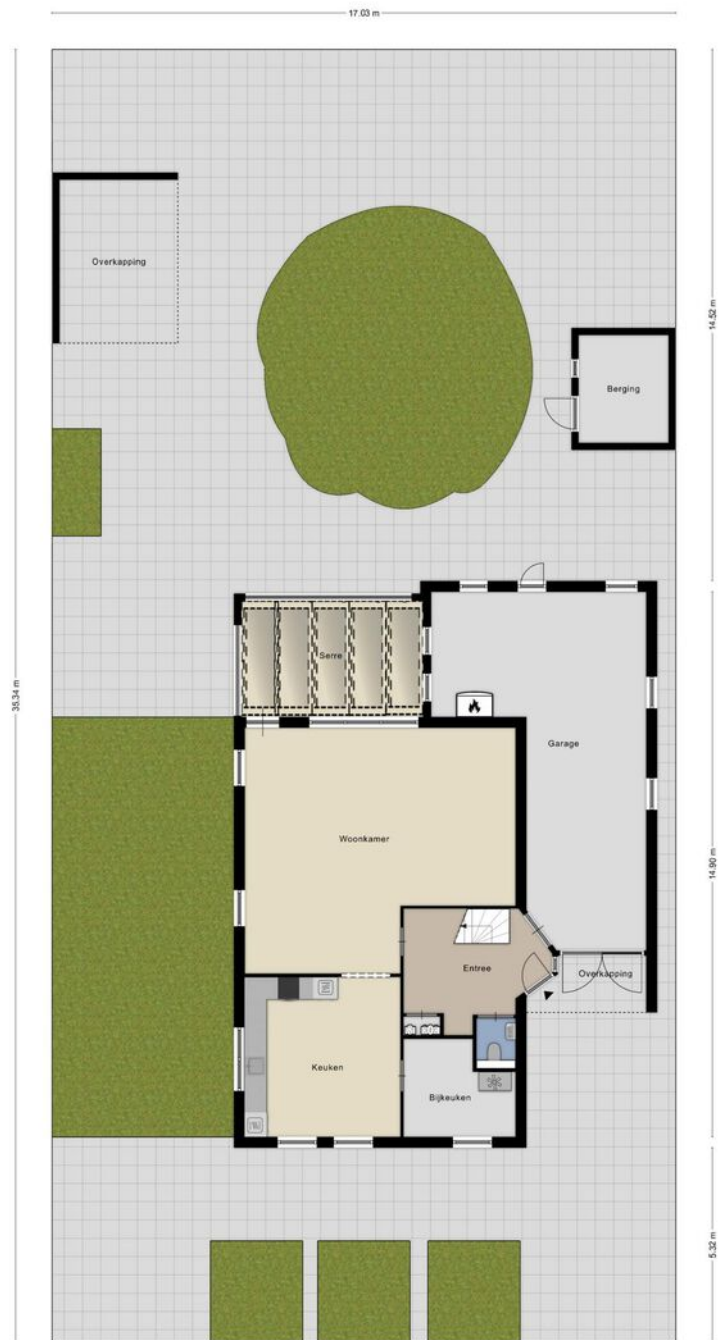 17.03 m
Overkapping
14.52 m
Berging
Serre
35.34 m
Garage
Woonkamer
14.90 m
Entree
Overkapping
Keuken
Bijkeuken
5.32 m